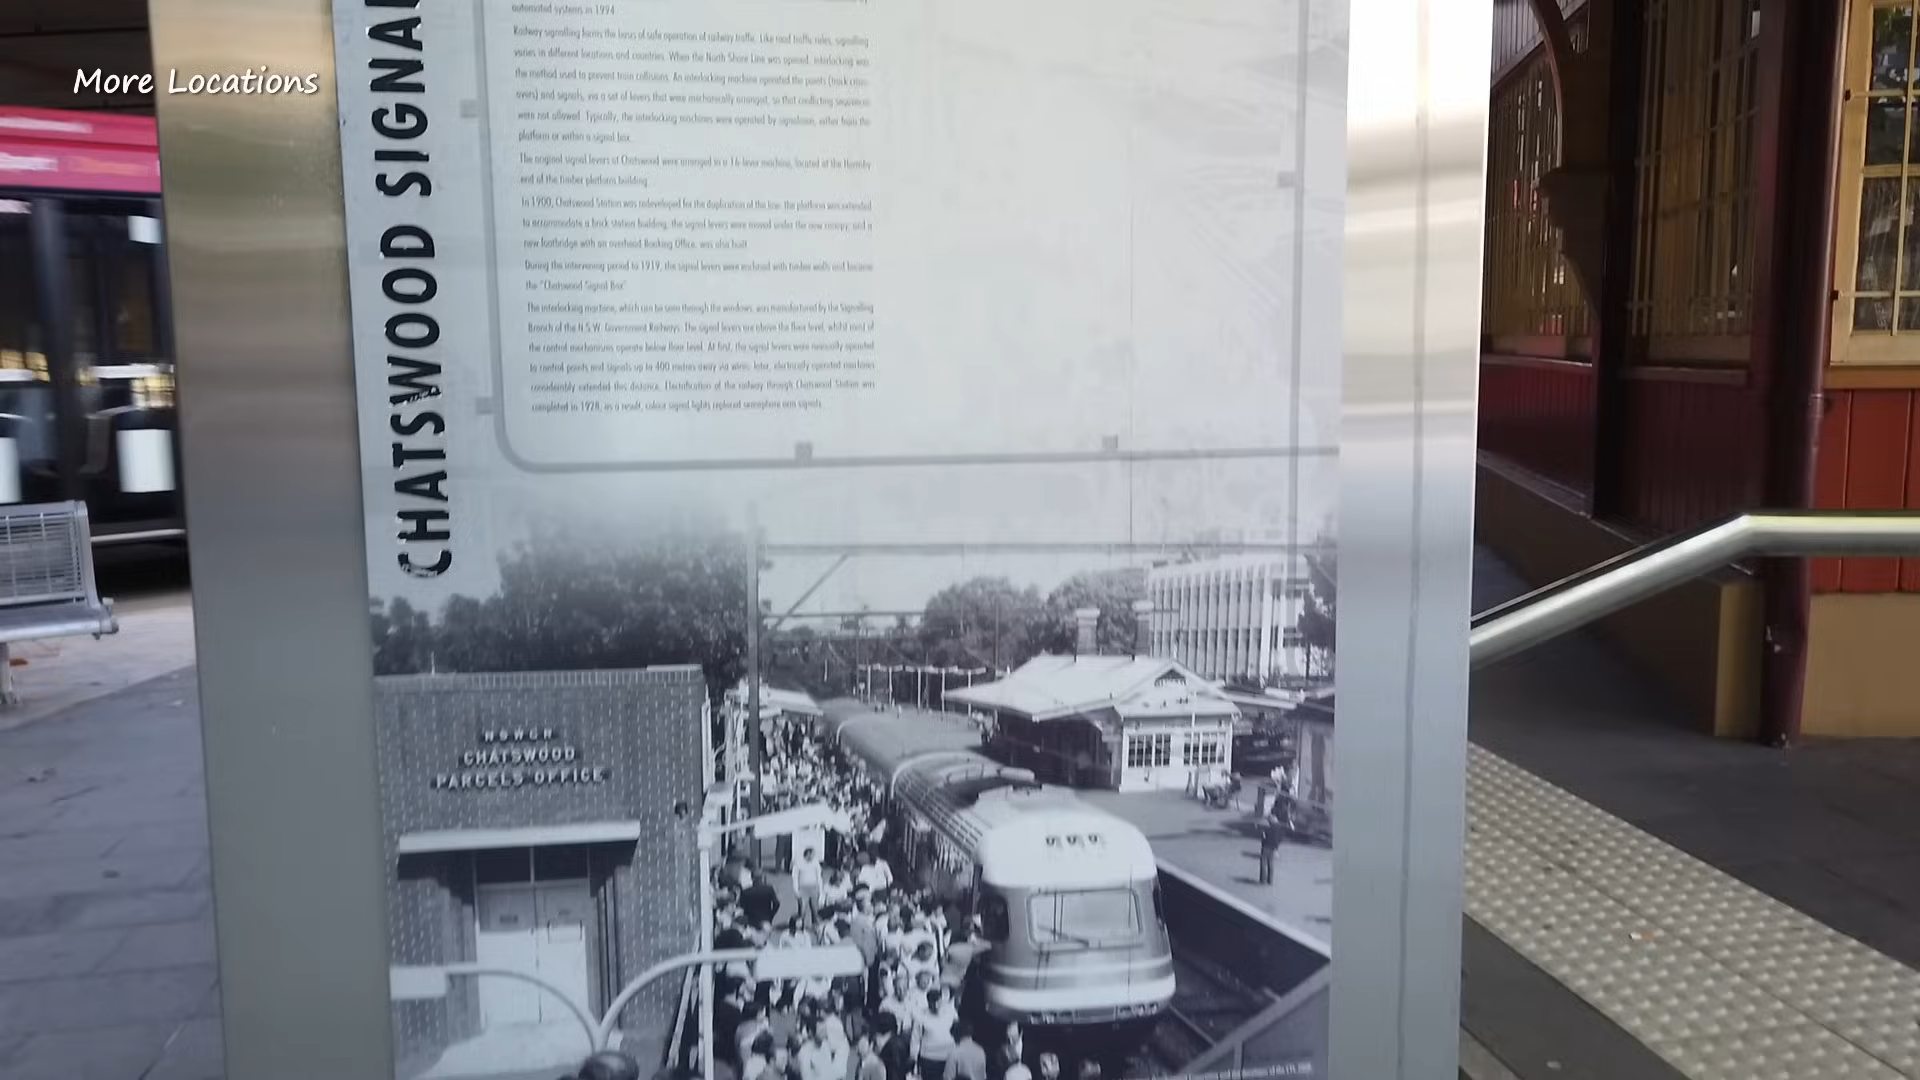 More Locations
CHATSWOOD SIGNAL
automated systems in 1994
Railway signalling forms the basis of safe operation of railway traffic. Like road traffic rules, signalling
varies in different locations and countries. When the North Shore Line was opened, interlocking was
the method used to prevent train collisions. An interlocking machine operated the points (track cross-
overs) and signals, via a set of levers that were mechanically arranged, so that conflicting sequences
were not allowed. Typically, the interlocking machines were operated by signalmen, either from the
platform or within a signal box.
The original signal levers at Chatswood were arranged in a 16 lever machine, located at the Hornsby
end of the timber platform building.
In 1900, Chatswood Station was redeveloped for the duplication of the line: the platform was extended
to accommodate a brick station building; the signal levers were moved under the new canopy; and a
new footbridge with an overhead Booking Office, was also built.
During the intervening period to 1919, the signal levers were enclosed with timber walls and became
the "Chatswood Signal Box"
The interlocking machine, which can be seen through the windows, was manufactured by the Signalling
Branch of the N.S.W. Government Railways. The signal levers are above the floor level, whilst most of
the control mechanisms operate below floor level. At first, the signal levers were manually operated
to control points and signals up to 400 metres away via wires; later, electrically operated machines
considerably extended this distance. Electrification of the railway through Chatswood Station was
completed in 1928; as a result, colour signal lights replaced semaphore arm signals.
NSWGR
CHATSWOOD
PARCELS OFFICE